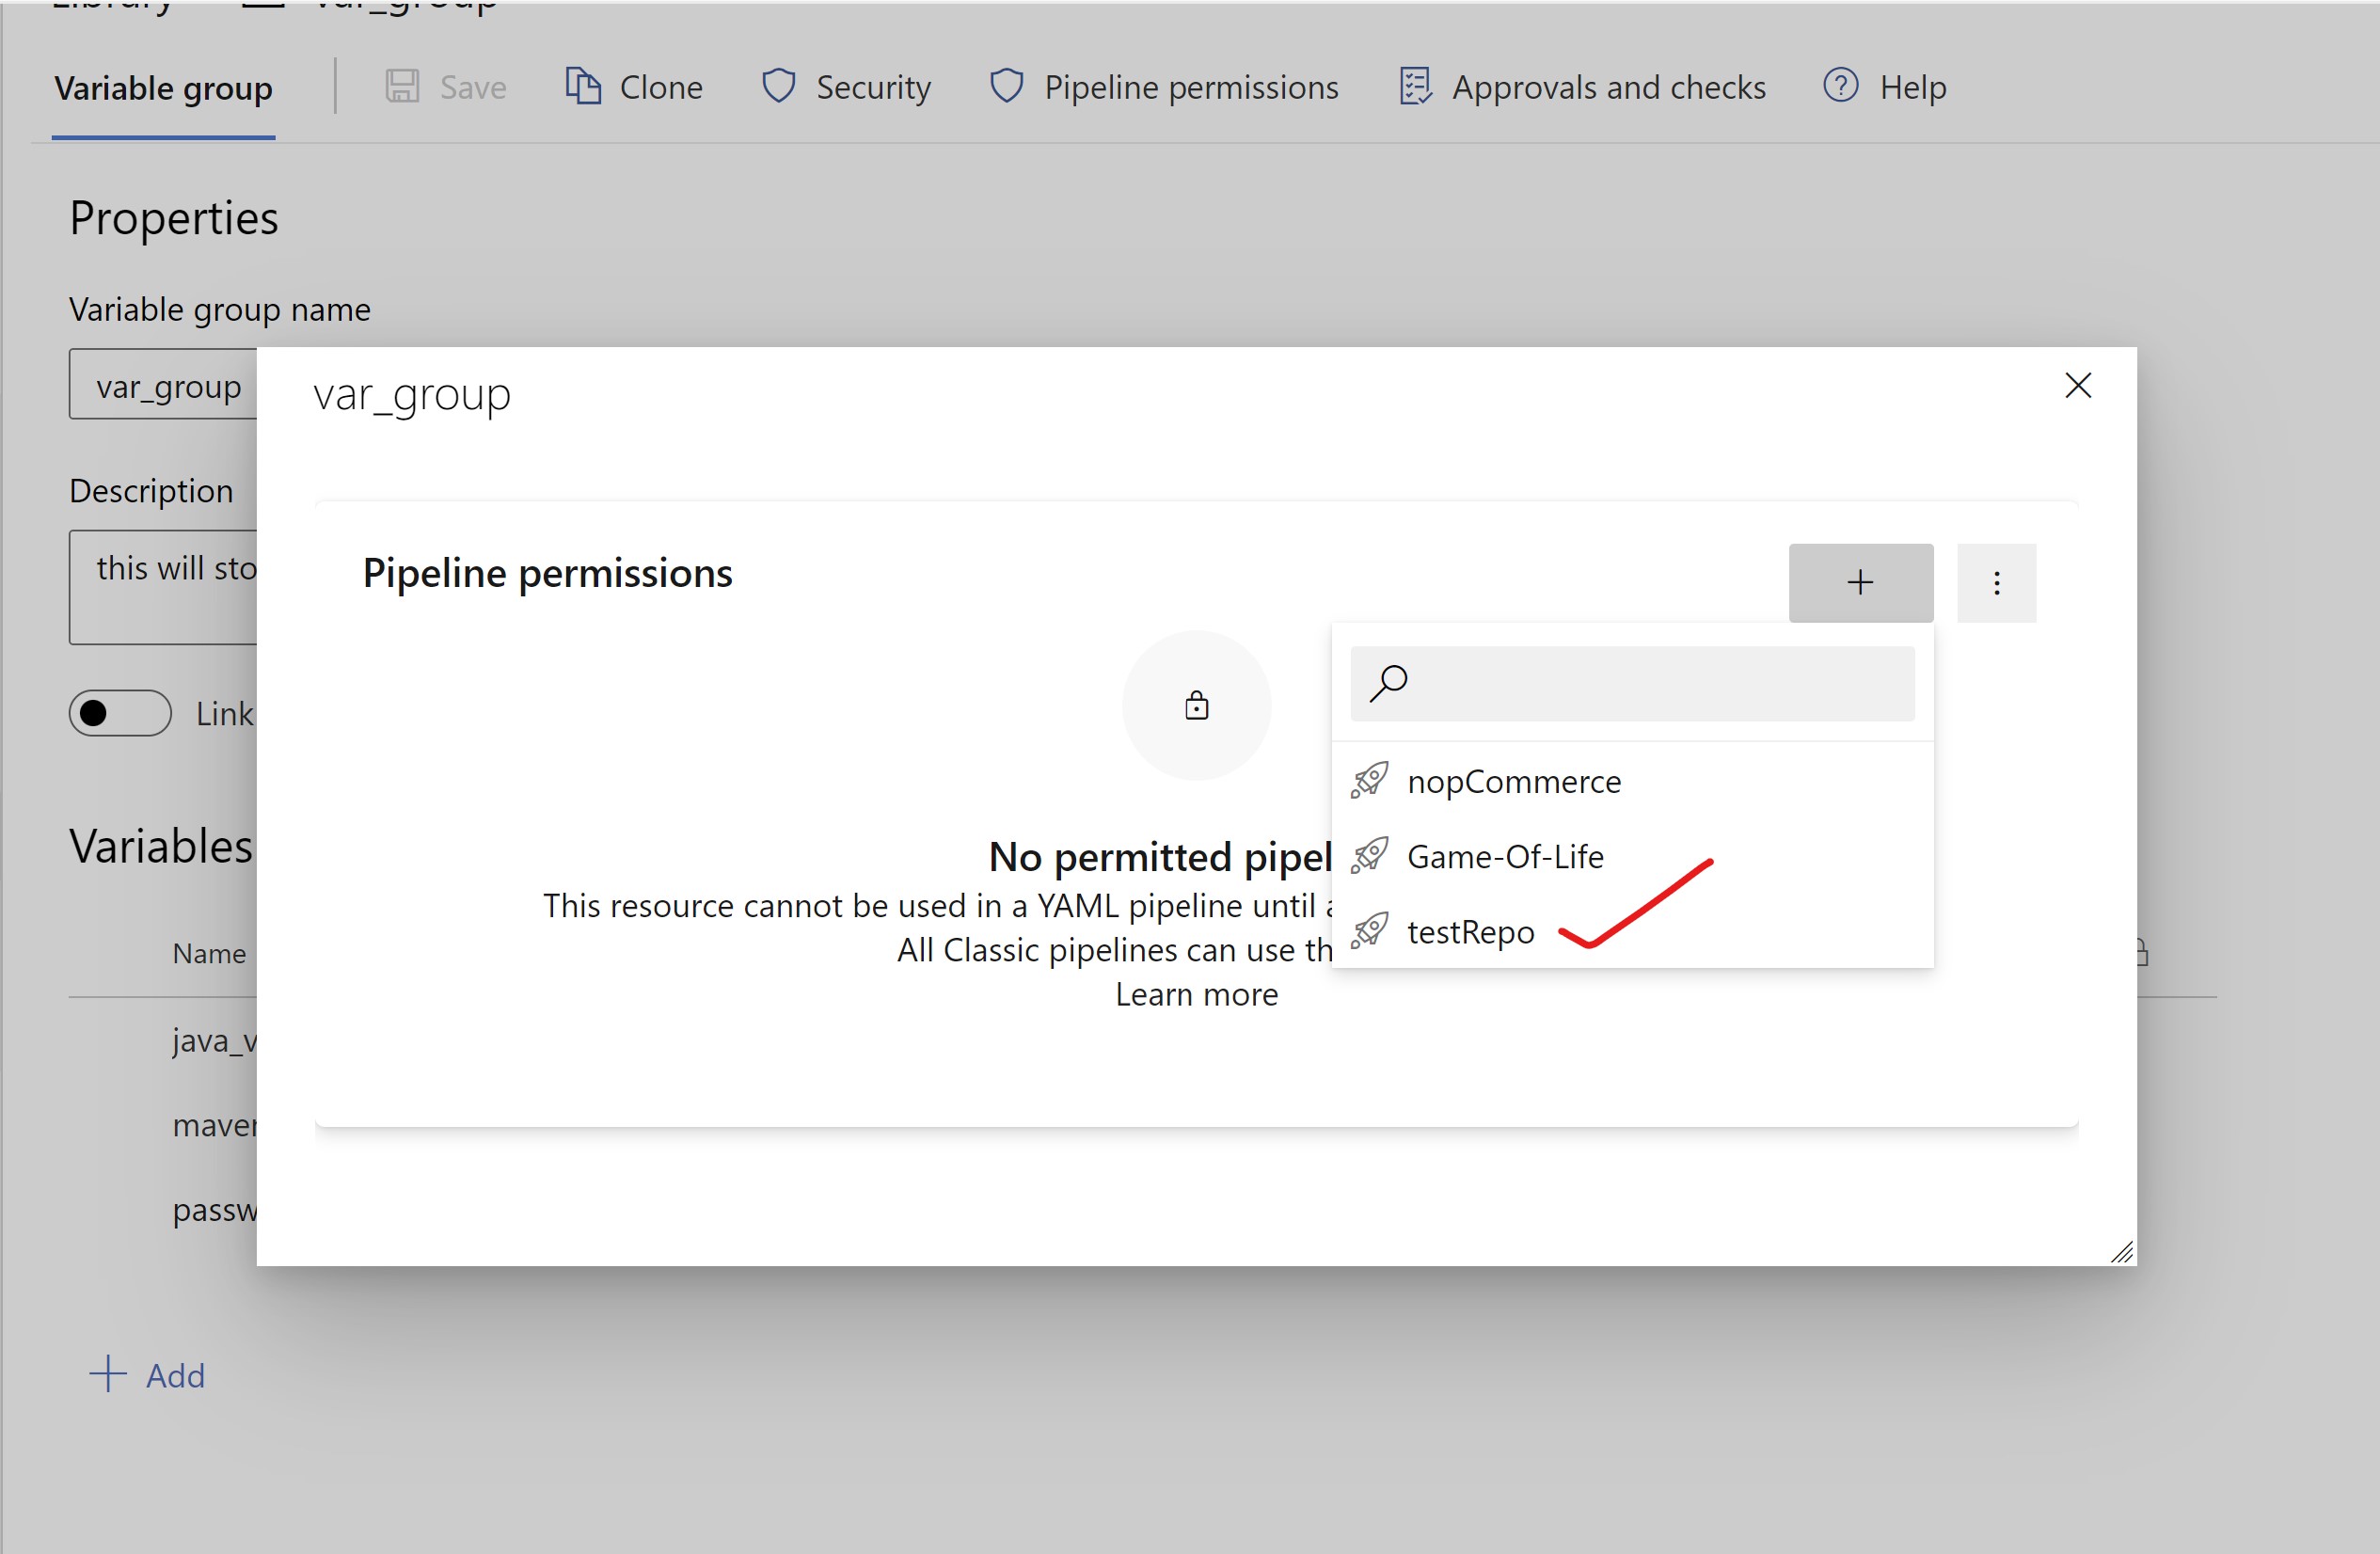 Library var_group
Variable group Save Clone Security Pipeline permissions Approvals and checks Help
Properties
Variable group name
var_group
var_group
Description
this will sto
Pipeline permissions
Link
nopCommerce
Variables
No permitted pipel
Game-Of-Life
This resource cannot be used in a YAML pipeline until a
testRepo
Name
All Classic pipelines can use th
Learn more
java_v
maven
passw
Add